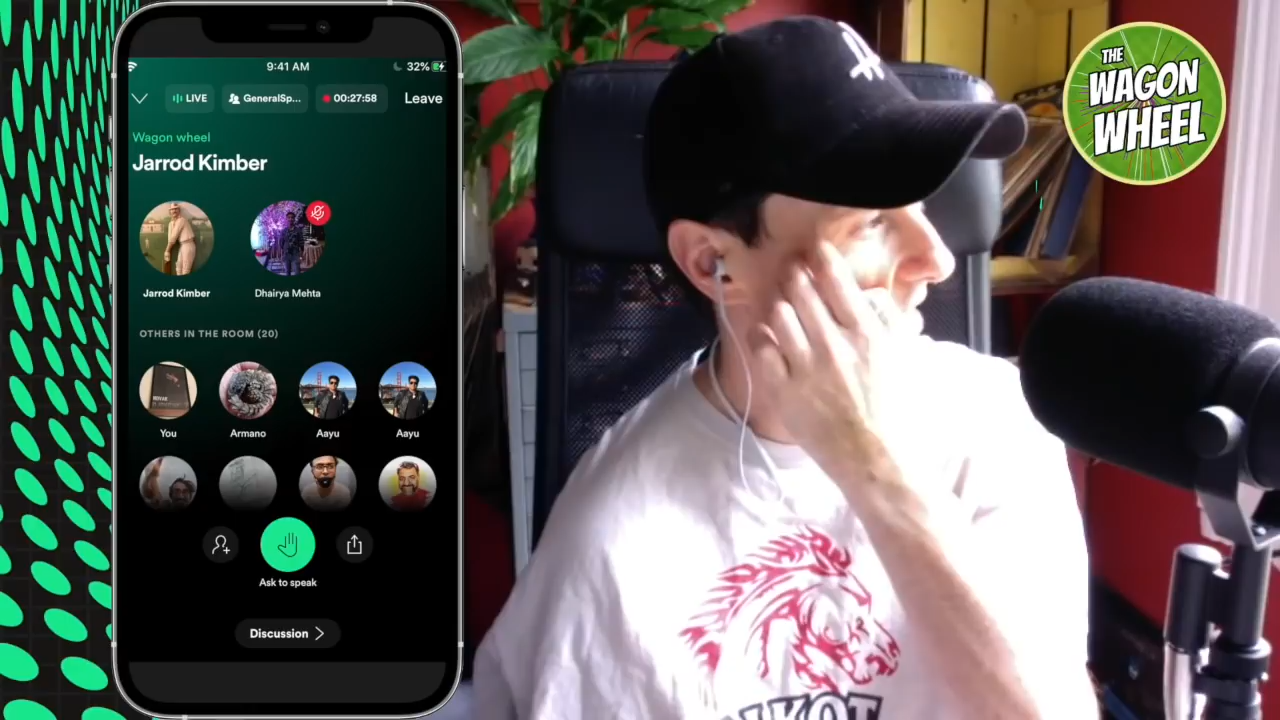 9:41 AM
32%
LIVE
GeneralSp...
00:27:58
Leave
Wagon wheel
Jarrod Kimber
Jarrod Kimber
Dhairya Mehta
OTHERS IN THE ROOM (20)
You
Armano
Aayu
Aayu
Ask to speak
Discussion
THE
WAGON
WHEEL